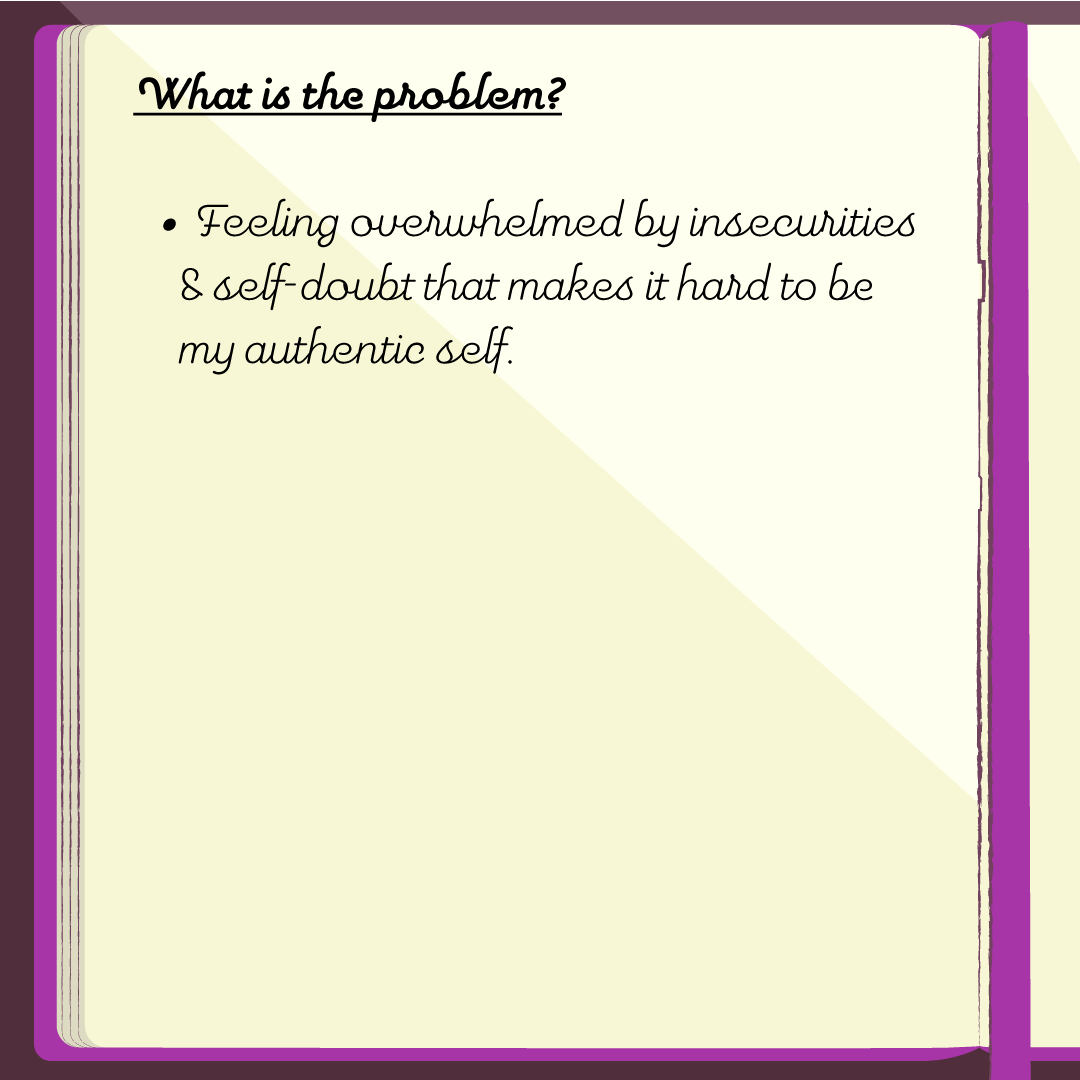 What is the problem?
• Feeling overwhelmed by insecurities
& self-doubt that makes it hard to be
my authentic self.